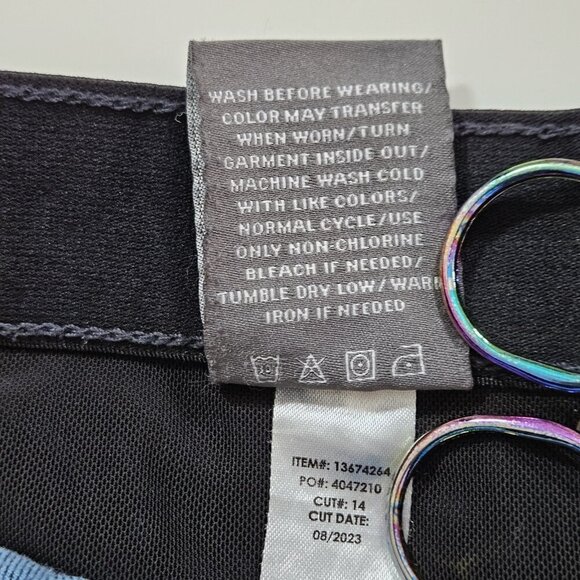 WASH BEFORE WEARING/
COLOR MAY TRANSFER
WHEN WORN/TURN
GARMENT INSIDE OUT/
MACHINE WASH COLD
WITH LIKE COLORS/
NORMAL CYCLE/USE
ONLY NON-CHLORINE
BLEACH IF NEEDED/
TUMBLE DRY LOW/WARM
IRON IF NEEDED
ITEM#: 13674264
PO#: 4047210
CUT#: 14
CUT DATE:
08/2023